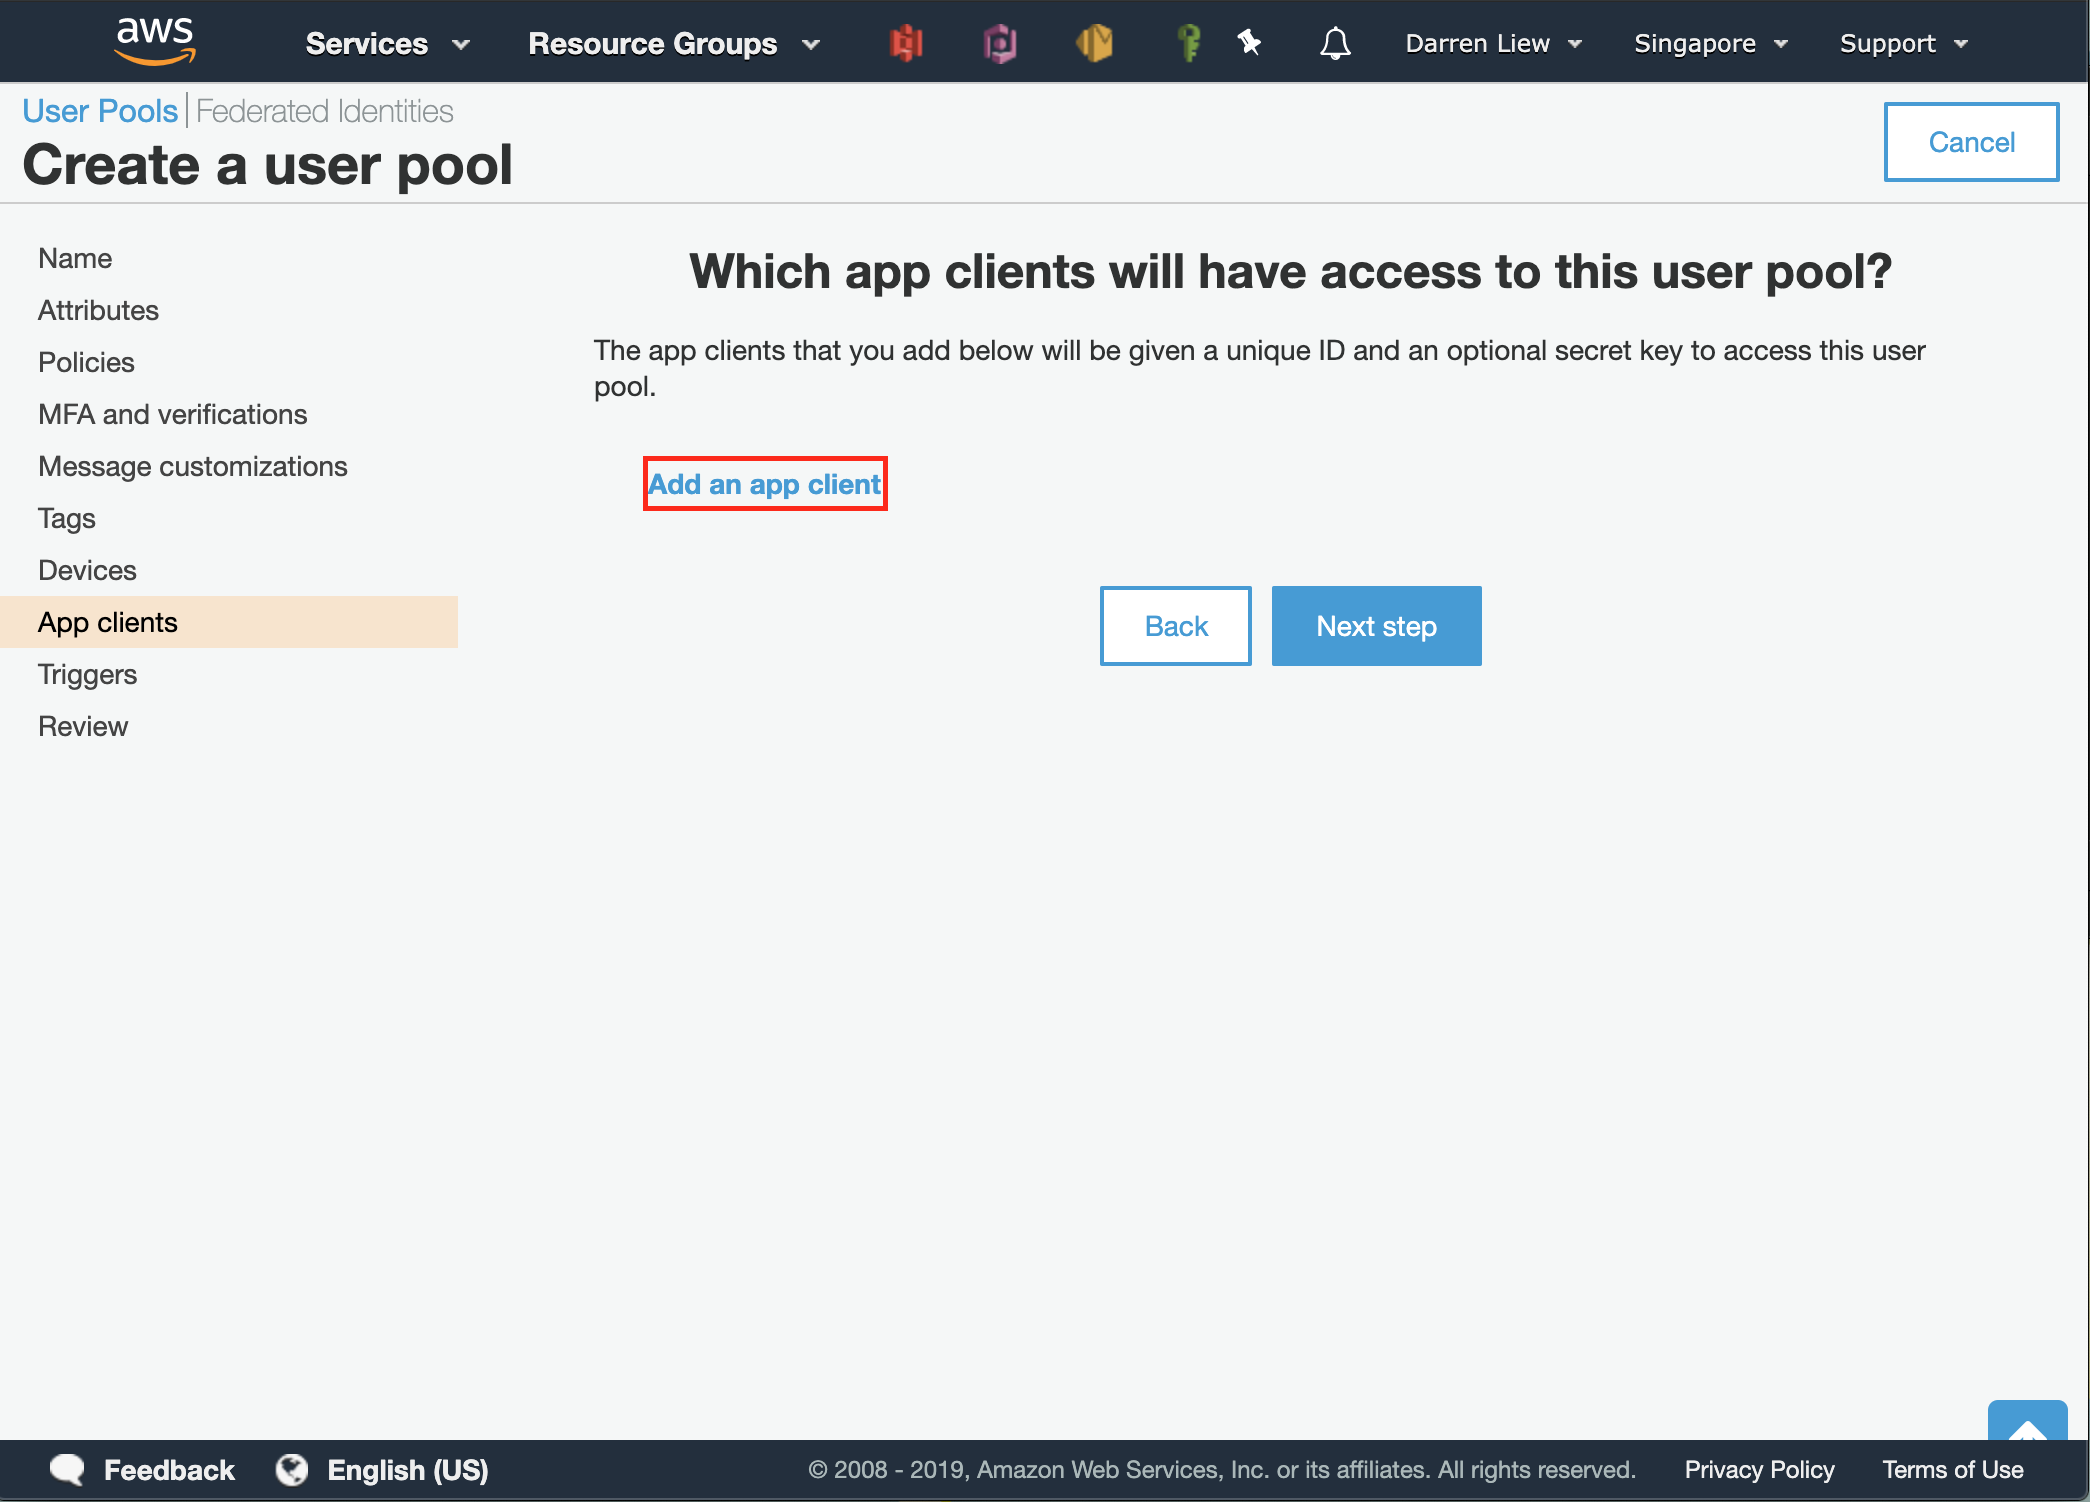 aws Services Resource Groups Darren Liew Singapore Support
User Pools Federated Identities
Create a user pool
Cancel
Name
Attributes
Policies
MFA and verifications
Message customizations
Tags
Devices
App clients
Triggers
Review
Which app clients will have access to this user pool?
The app clients that you add below will be given a unique ID and an optional secret key to access this user
pool.
Add an app client
Back Next step
Feedback English (US) © 2008 - 2019, Amazon Web Services, Inc. or its affiliates. All rights reserved. Privacy Policy Terms of Use